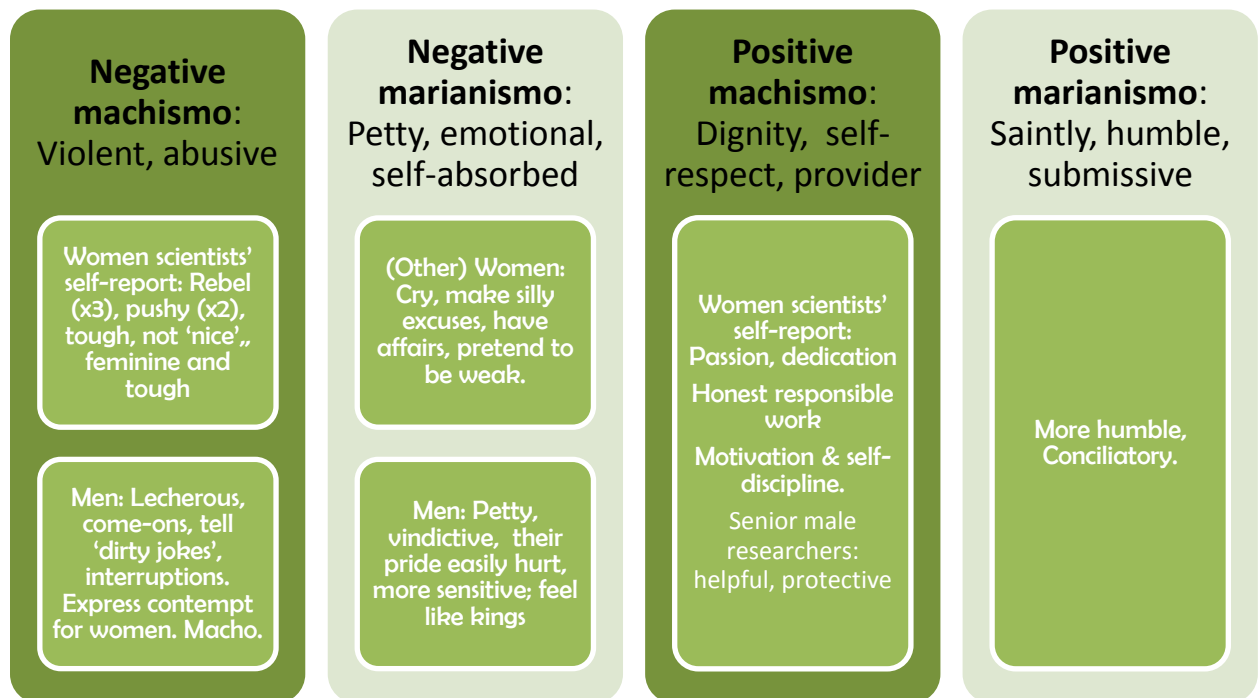 Negative
machismo:
Violent, abusive
Women scientists’
self-report: Rebel
(x3), pushy (x2),
tough, not ‘nice’,,
feminine and
tough
Men: Lecherous,
come-ons, tell
‘dirty jokes’,
interruptions.
Express contempt
for women. Macho.
Negative
marianismo:
Petty, emotional,
self-absorbed
(Other) Women:
Cry, make silly
excuses, have
affairs, pretend to
be weak.
Men: Petty,
vindictive, their
pride easily hurt,
more sensitive; feel
like kings
Positive
machismo:
Dignity, self-
respect, provider
Women scientists’
self-report:
Passion, dedication
Honest responsible
work
Motivation & self-
discipline.
Senior male
researchers:
helpful, protective
Positive
marianismo:
Saintly, humble,
submissive
More humble,
Conciliatory.